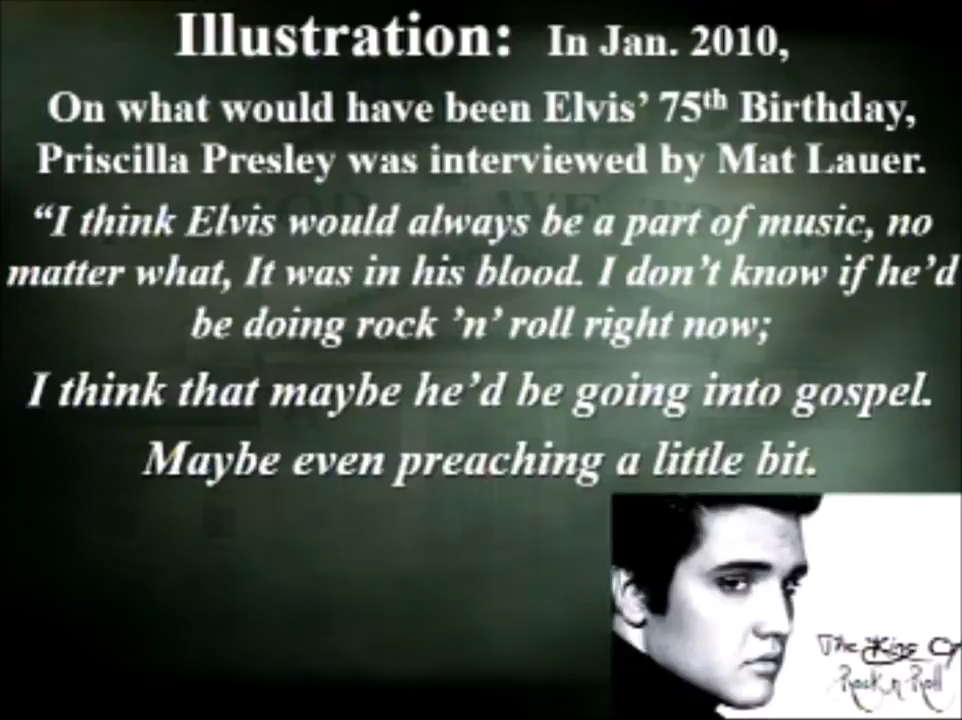 Illustration: In Jan. 2010,
On what would have been Elvis’ 75th Birthday,
Priscilla Presley was interviewed by Mat Lauer.
“I think Elvis would always be a part of music, no
matter what, It was in his blood. I don’t know if he’d
be doing rock ’n’ roll right now;
I think that maybe he’d be going into gospel.
Maybe even preaching a little bit.
The King Of
Rock n Roll